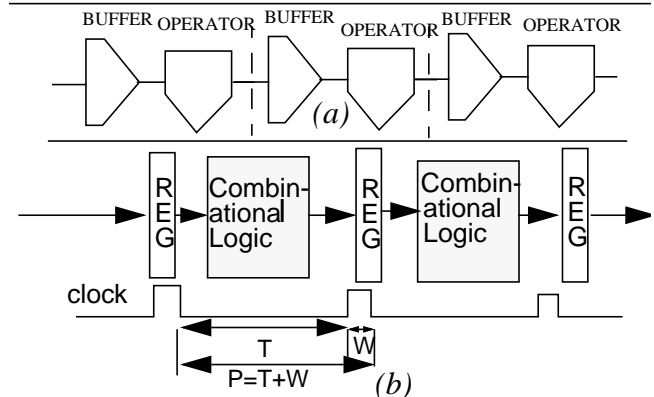 BUFFER OPERATOR BUFFER OPERATOR BUFFER OPERATOR
(a)
REG Combin-ational Logic REG Combin-ational Logic REG
clock
T W
P=T+W (b)